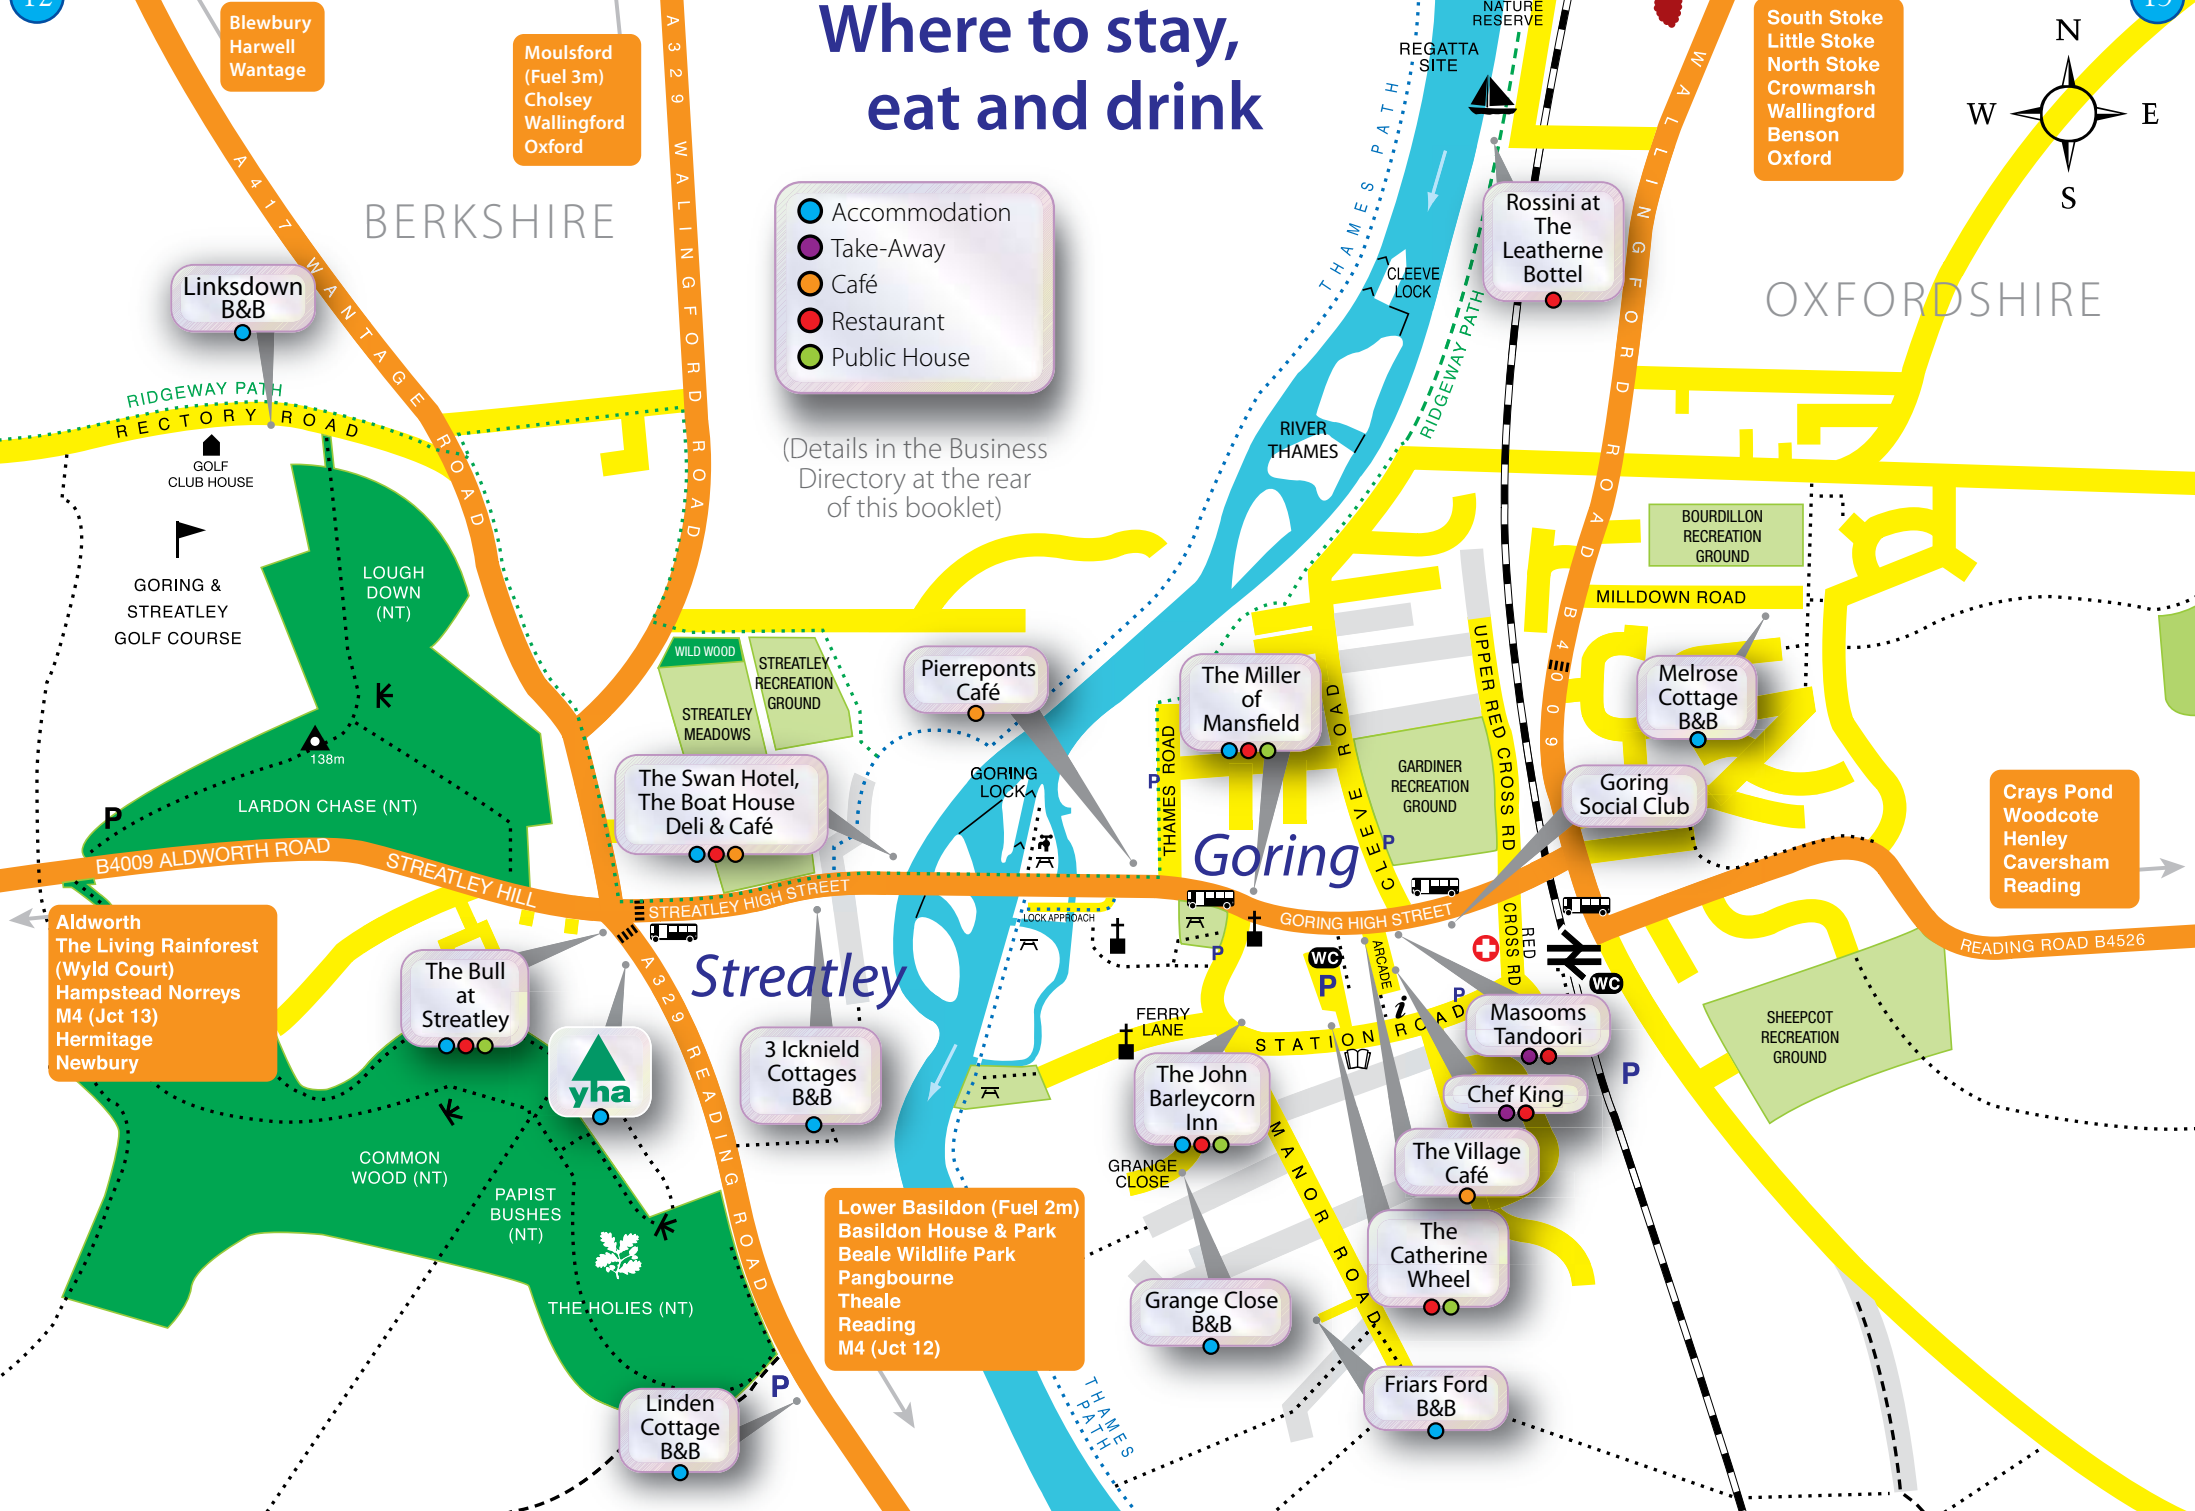 12
13
Where to stay,
eat and drink
Blewbury
Harwell
Wantage
Moulsford
(Fuel 3m)
Cholsey
Wallingford
Oxford
South Stoke
Little Stoke
North Stoke
Crowmarsh
Wallingford
Benson
Oxford
N
W
E
S
NATURE
RESERVE
REGATTA
SITE
BERKSHIRE
OXFORDSHIRE
Accommodation
Take-Away
Café
Restaurant
Public House
(Details in the Business
Directory at the rear
of this booklet)
A417 WANTAGE ROAD
A329 WALLINGFORD ROAD
WALLINGFORD ROAD B4009
THAMES PATH
RIDGEWAY PATH
CLEEVE
LOCK
RIVER
THAMES
Rossini at
The
Leatherne
Bottel
Linksdown
B&B
RIDGEWAY PATH
RECTORY ROAD
GOLF
CLUB HOUSE
GORING &
STREATLEY
GOLF COURSE
LOUGH
DOWN
(NT)
138m
LARDON CHASE (NT)
P
B4009 ALDWORTH ROAD
STREATLEY HILL
WILD WOOD
STREATLEY
RECREATION
GROUND
STREATLEY
MEADOWS
Pierreponts
Café
The Miller
of
Mansfield
BOURDILLON
RECREATION
GROUND
MILLDOWN ROAD
Melrose
Cottage
B&B
UPPER RED CROSS RD
GARDINER
RECREATION
GROUND
CLEEVE ROAD
P
THAMES ROAD
P
Goring
Social Club
The Swan Hotel,
The Boat House
Deli & Café
GORING
LOCK
Goring
Crays Pond
Woodcote
Henley
Caversham
Reading
STREATLEY HIGH STREET
LOCK APPROACH
GORING HIGH STREET
READING ROAD B4526
RED
CROSS RD
ARCADE
WC
P
P
WC
P
i
Aldworth
The Living Rainforest
(Wyld Court)
Hampstead Norreys
M4 (Jct 13)
Hermitage
Newbury
The Bull
at
Streatley
Streatley
yha
A329 READING ROAD
3 Icknield
Cottages
B&B
FERRY
LANE
STATION ROAD
Masooms
Tandoori
P
SHEEPCOT
RECREATION
GROUND
The John
Barleycorn
Inn
Chef King
The Village
Café
The
Catherine
Wheel
GRANGE
CLOSE
MANOR ROAD
COMMON
WOOD (NT)
PAPIST
BUSHES
(NT)
THE HOLIES (NT)
Lower Basildon (Fuel 2m)
Basildon House & Park
Beale Wildlife Park
Pangbourne
Theale
Reading
M4 (Jct 12)
Grange Close
B&B
Friars Ford
B&B
P
Linden
Cottage
B&B
THAMES
PATH